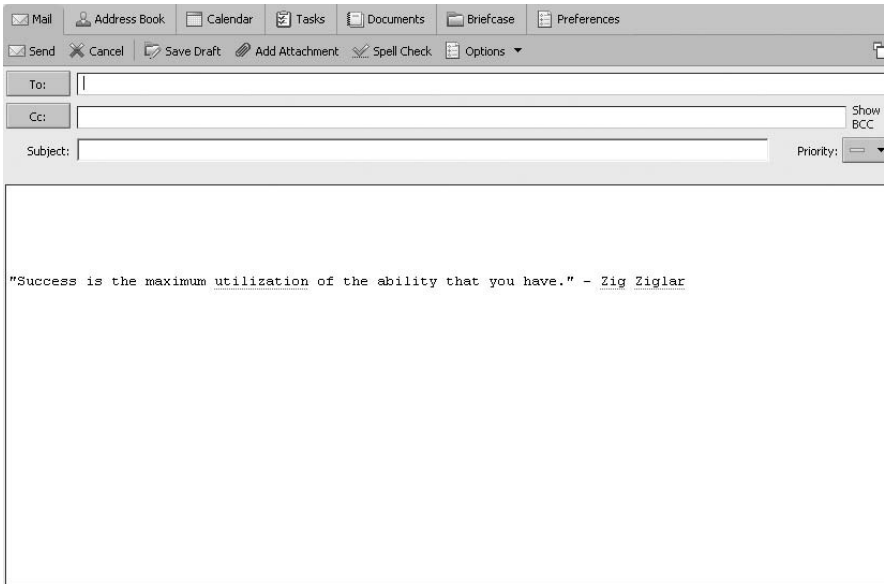 Mail Address Book Calendar Tasks Documents Briefcase Preferences
Send Cancel Save Draft Add Attachment Spell Check Options
To:
Cc: Show BCC
Subject: Priority:
"Success is the maximum utilization of the ability that you have." - Zig Ziglar